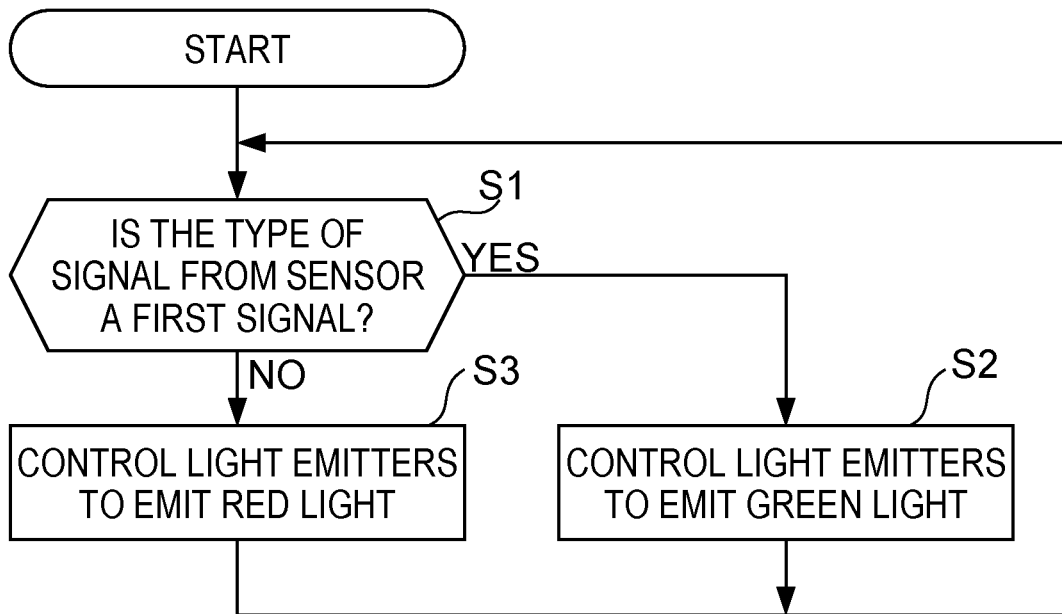 START
S1
IS THE TYPE OF
SIGNAL FROM SENSOR
A FIRST SIGNAL?
YES
NO
S3
S2
CONTROL LIGHT EMITTERS
TO EMIT RED LIGHT
CONTROL LIGHT EMITTERS
TO EMIT GREEN LIGHT